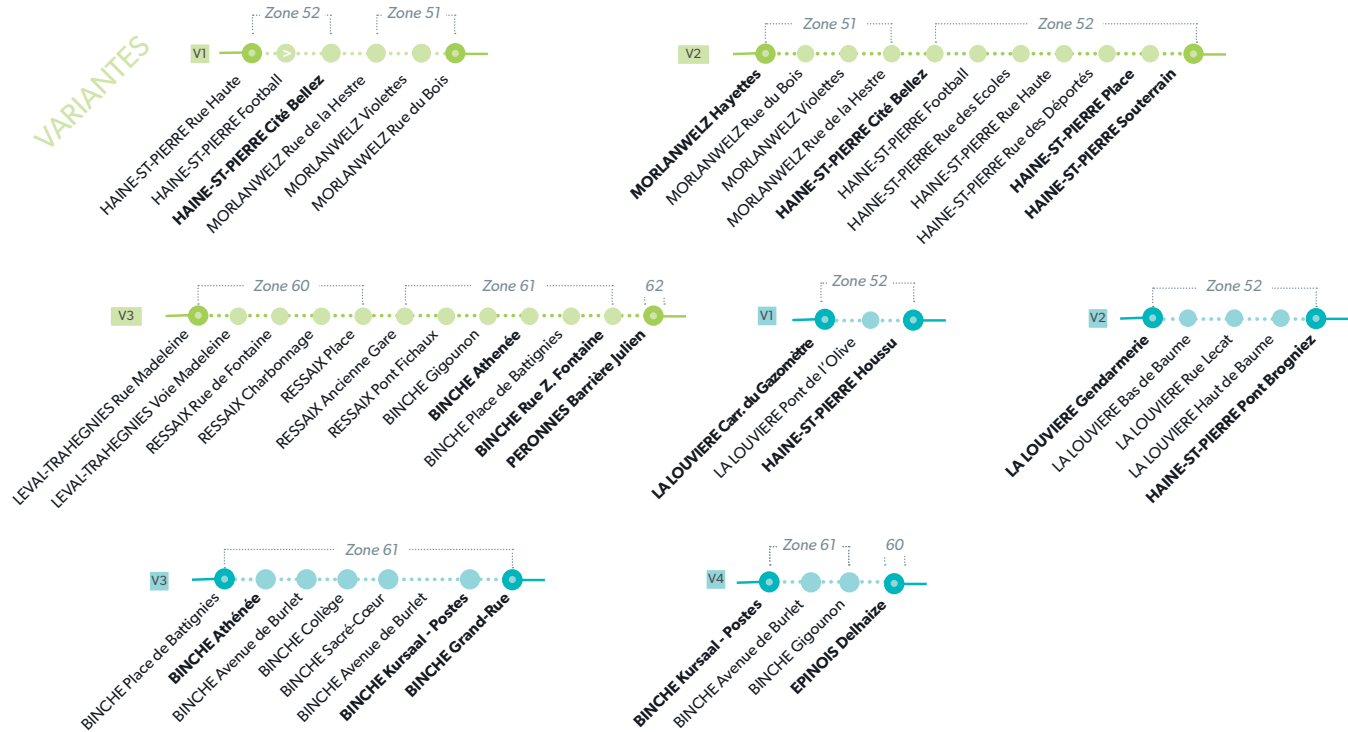 VARIANTES
V1
Zone 52
Zone 51
HAINE-ST-PIERRE Rue Haute
HAINE-ST-PIERRE Football
HAINE-ST-PIERRE Cité Bellez
MORLANWELZ Rue de la Hestre
MORLANWELZ Violettes
MORLANWELZ Rue du Bois
V2
Zone 51
Zone 52
MORLANWELZ Hayettes
MORLANWELZ Rue du Bois
MORLANWELZ Violettes
MORLANWELZ Rue de la Hestre
HAINE-ST-PIERRE Cité Bellez
HAINE-ST-PIERRE Football
HAINE-ST-PIERRE Rue des Ecoles
HAINE-ST-PIERRE Rue Haute
HAINE-ST-PIERRE Rue des Déportés
HAINE-ST-PIERRE Place
HAINE-ST-PIERRE Souterrain
V3
Zone 60
Zone 61
62
LEVAL-TRAHEGNIES Rue Madeleine
LEVAL-TRAHEGNIES Voie Madeleine
RESSAIX Rue de Fontaine
RESSAIX Charbonnage
RESSAIX Place
RESSAIX Ancienne Gare
RESSAIX Pont Fichaux
BINCHE Gigounon
BINCHE Athenée
BINCHE Place de Battignies
BINCHE Rue Z. Fontaine
PERONNES Barrière Julien
V1
Zone 52
LA LOUVIERE Carr. du Gazomètre
LA LOUVIERE Pont de l'Olive
HAINE-ST-PIERRE Houssu
V2
Zone 52
LA LOUVIERE Gendarmerie
LA LOUVIERE Bas de Baume
LA LOUVIERE Rue Lecat
LA LOUVIERE Haut de Baume
HAINE-ST-PIERRE Pont Brogniez
V3
Zone 61
BINCHE Place de Battignies
BINCHE Athénée
BINCHE Avenue de Burlet
BINCHE Collège
BINCHE Sacré-Cœur
BINCHE Avenue de Burlet
BINCHE Kursaal - Postes
BINCHE Grand-Rue
V4
Zone 61
60
BINCHE Kursaal - Postes
BINCHE Avenue de Burlet
BINCHE Gigounon
EPINOIS Delhaize